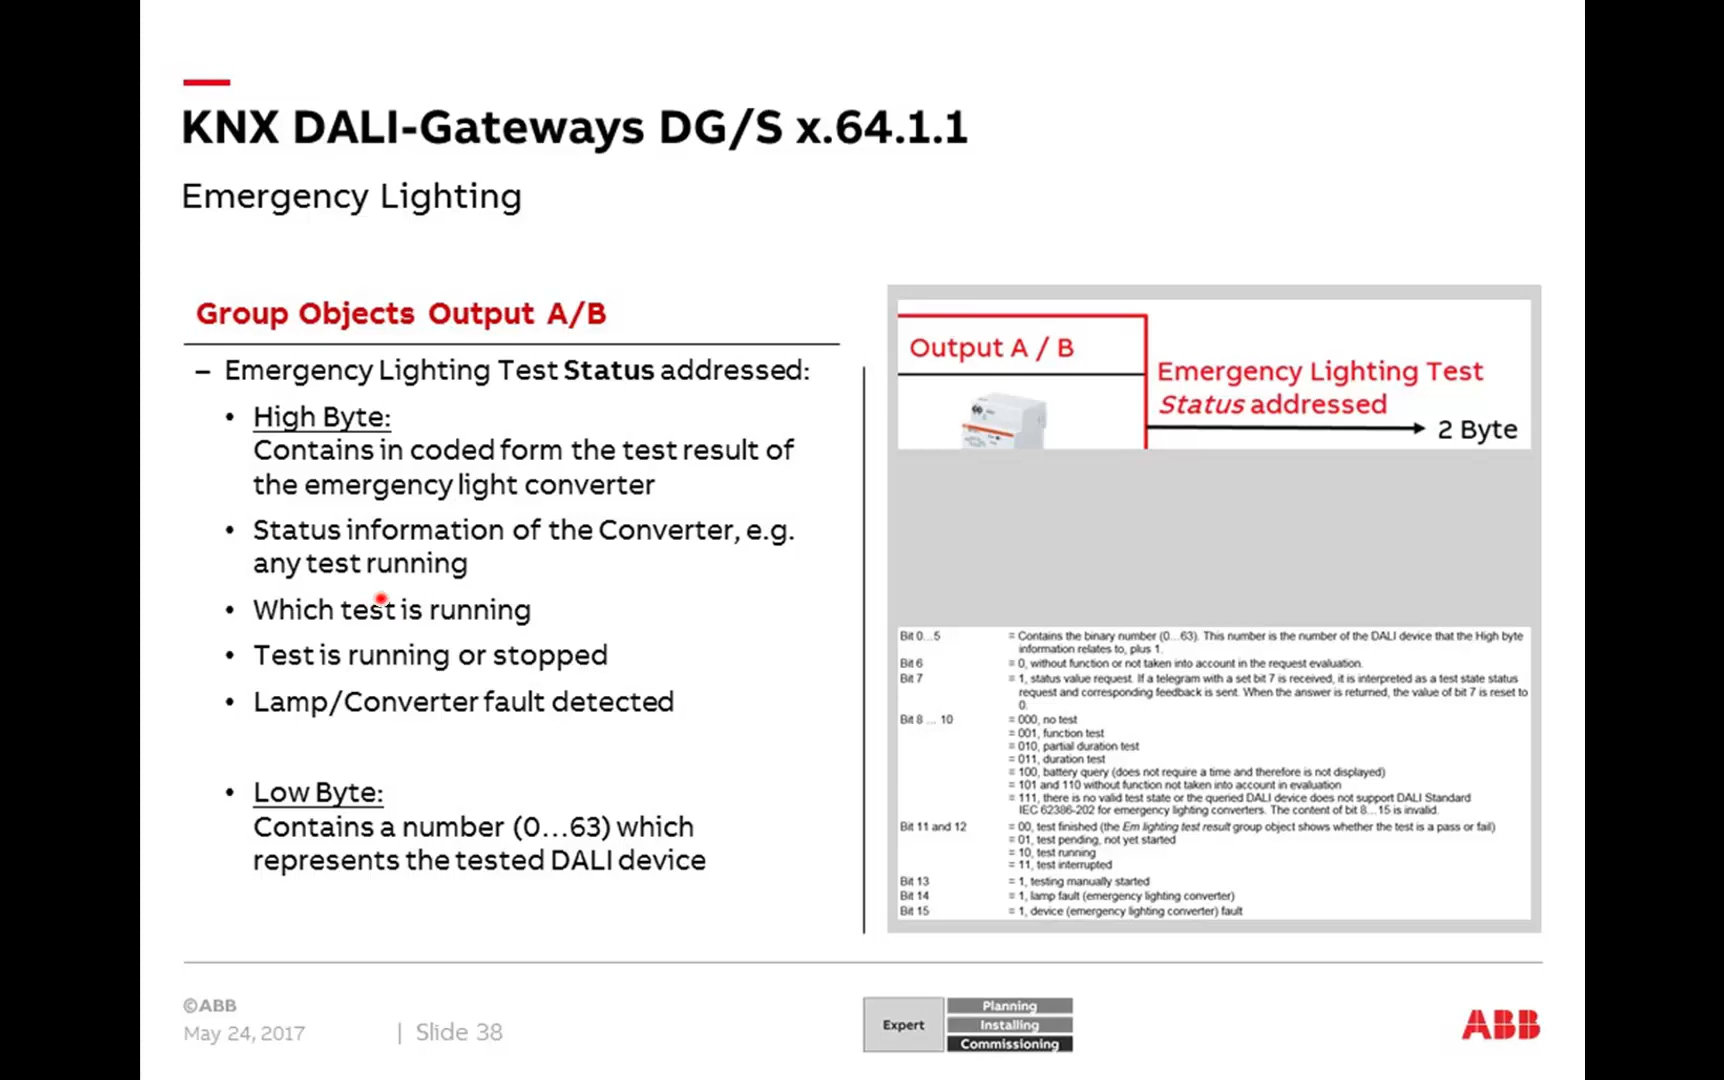 KNX DALI-Gateways DG/S x.64.1.1
Emergency Lighting
Group Objects Output A/B
– Emergency Lighting Test Status addressed:
• High Byte:
Contains in coded form the test result of
the emergency light converter
• Status information of the Converter, e.g.
any test running
• Which test is running
• Test is running or stopped
• Lamp/Converter fault detected
• Low Byte:
Contains a number (0...63) which
represents the tested DALI device
Output A / B
Emergency Lighting Test
Status addressed
2 Byte
Bit 0...5 = Contains the binary number (0...63). This number is the number of the DALI device that the High byte
information relates to, plus 1.
Bit 6 = 0, without function or not taken into account in the request evaluation.
Bit 7 = 1, status value request. If a telegram with a set bit 7 is received, it is interpreted as a test state status
request and corresponding feedback is sent. When the answer is returned, the value of bit 7 is reset to
0.
Bit 8 ... 10 = 000, no test
= 001, function test
= 010, partial duration test
= 011, duration test
= 100, battery query (does not require a time and therefore is not displayed)
= 101 and 110 without function not taken into account in evaluation
= 111, there is no valid test state or the queried DALI device does not support DALI Standard
IEC 62386-202 for emergency lighting converters. The content of bit 8...15 is invalid.
Bit 11 and 12 = 00, test finished (the Em lighting test result group object shows whether the test is a pass or fail)
= 01, test pending, not yet started
= 10, test running
= 11, test interrupted
Bit 13 = 1, testing manually started
Bit 14 = 1, lamp fault (emergency lighting converter)
Bit 15 = 1, device (emergency lighting converter) fault
©ABB
May 24, 2017 | Slide 38
Expert
Planning
Installing
Commissioning
ABB